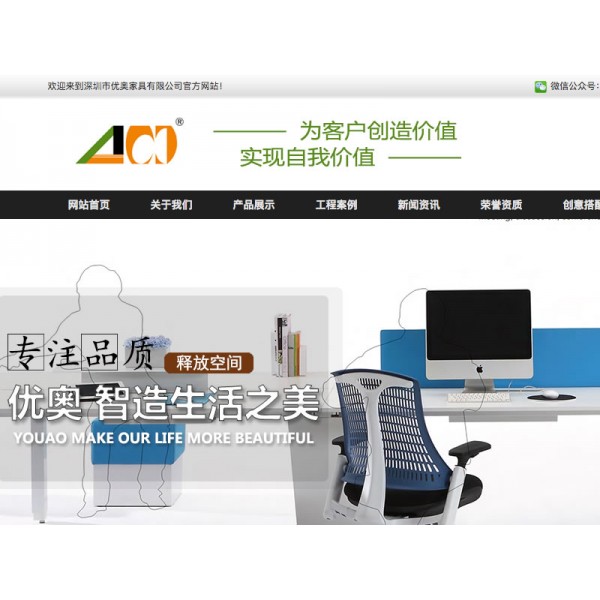 欢迎来到深圳市优奥家具有限公司官方网站！
微信公众号：
为客户创造价值
实现自我价值
网站首页
关于我们
产品展示
工程案例
新闻资讯
荣誉资质
创意搭配
专注品质
释放空间
优奥 智造生活之美
YOUAO MAKE OUR LIFE MORE BEAUTIFUL